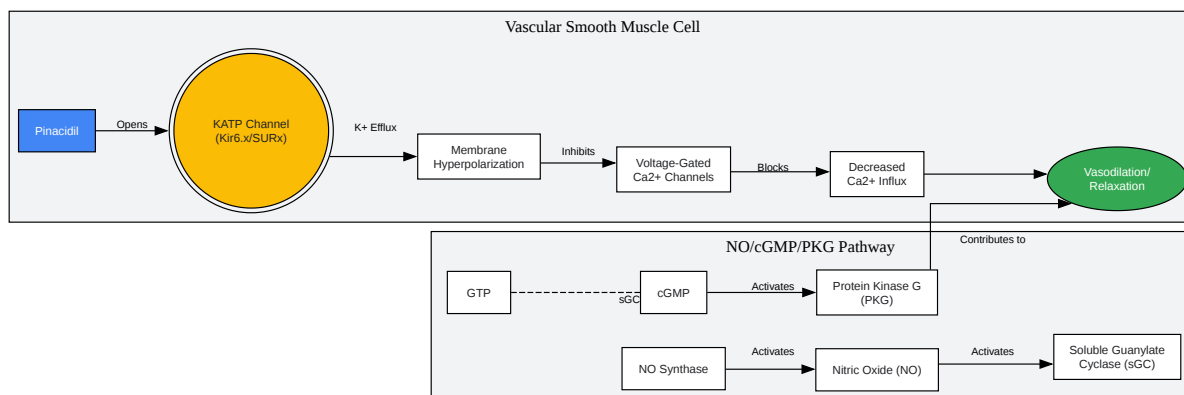 Vascular Smooth Muscle Cell
Pinacidil
Opens
KATP Channel
(Kir6.x/SURx)
K+ Efflux
Membrane
Hyperpolarization
Inhibits
Voltage-Gated
Ca2+ Channels
Blocks
Decreased
Ca2+ Influx
Vasodilation/
Relaxation
NO/cGMP/PKG Pathway
Contributes to
GTP
sGC
cGMP
Activates
Protein Kinase G
(PKG)
NO Synthase
Activates
Nitric Oxide (NO)
Activates
Soluble Guanylate
Cyclase (sGC)